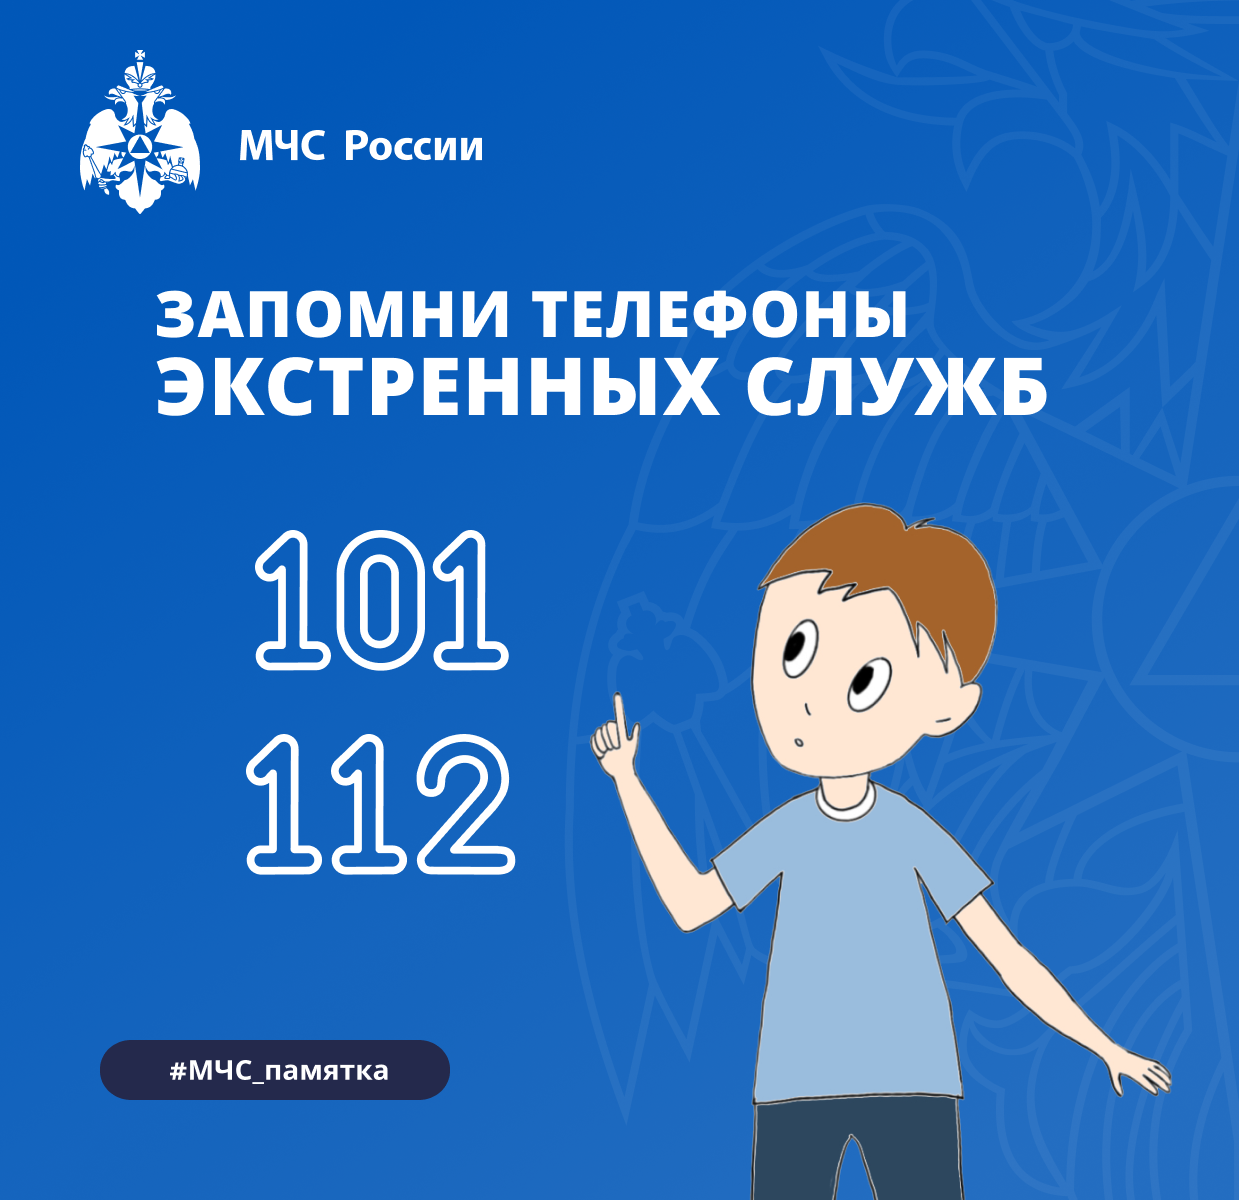 МЧС России
ЗАПОМНИ ТЕЛЕФОНЫ
ЭКСТРЕННЫХ СЛУЖБ
101
112
#МЧС_памятка